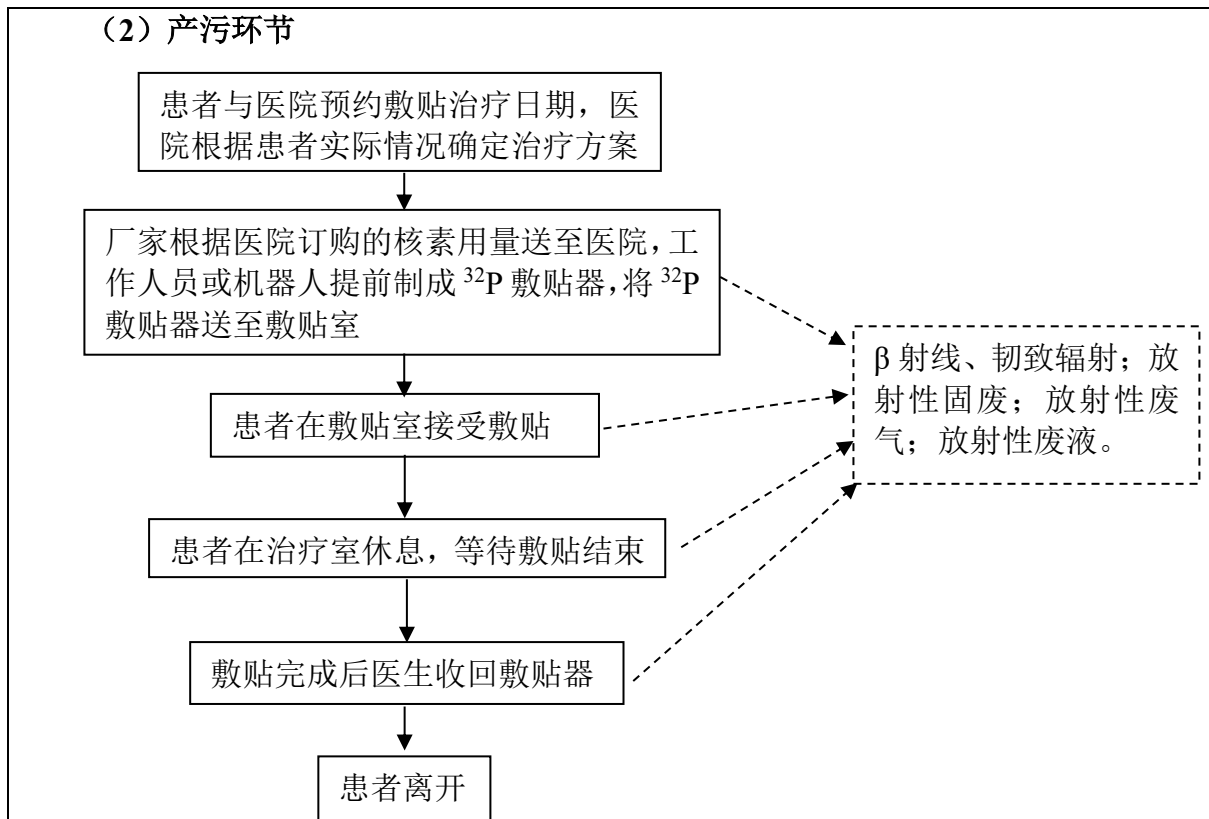 （2）产污环节
患者与医院预约敷贴治疗日期，医
院根据患者实际情况确定治疗方案
厂家根据医院订购的核素用量送至医院，工
作人员或机器人提前制成 ³²P 敷贴器，将 ³²P
敷贴器送至敷贴室
β 射线、韧致辐射；放
射性固废；放射性废
气；放射性废液。
患者在敷贴室接受敷贴
患者在治疗室休息，等待敷贴结束
敷贴完成后医生收回敷贴器
患者离开